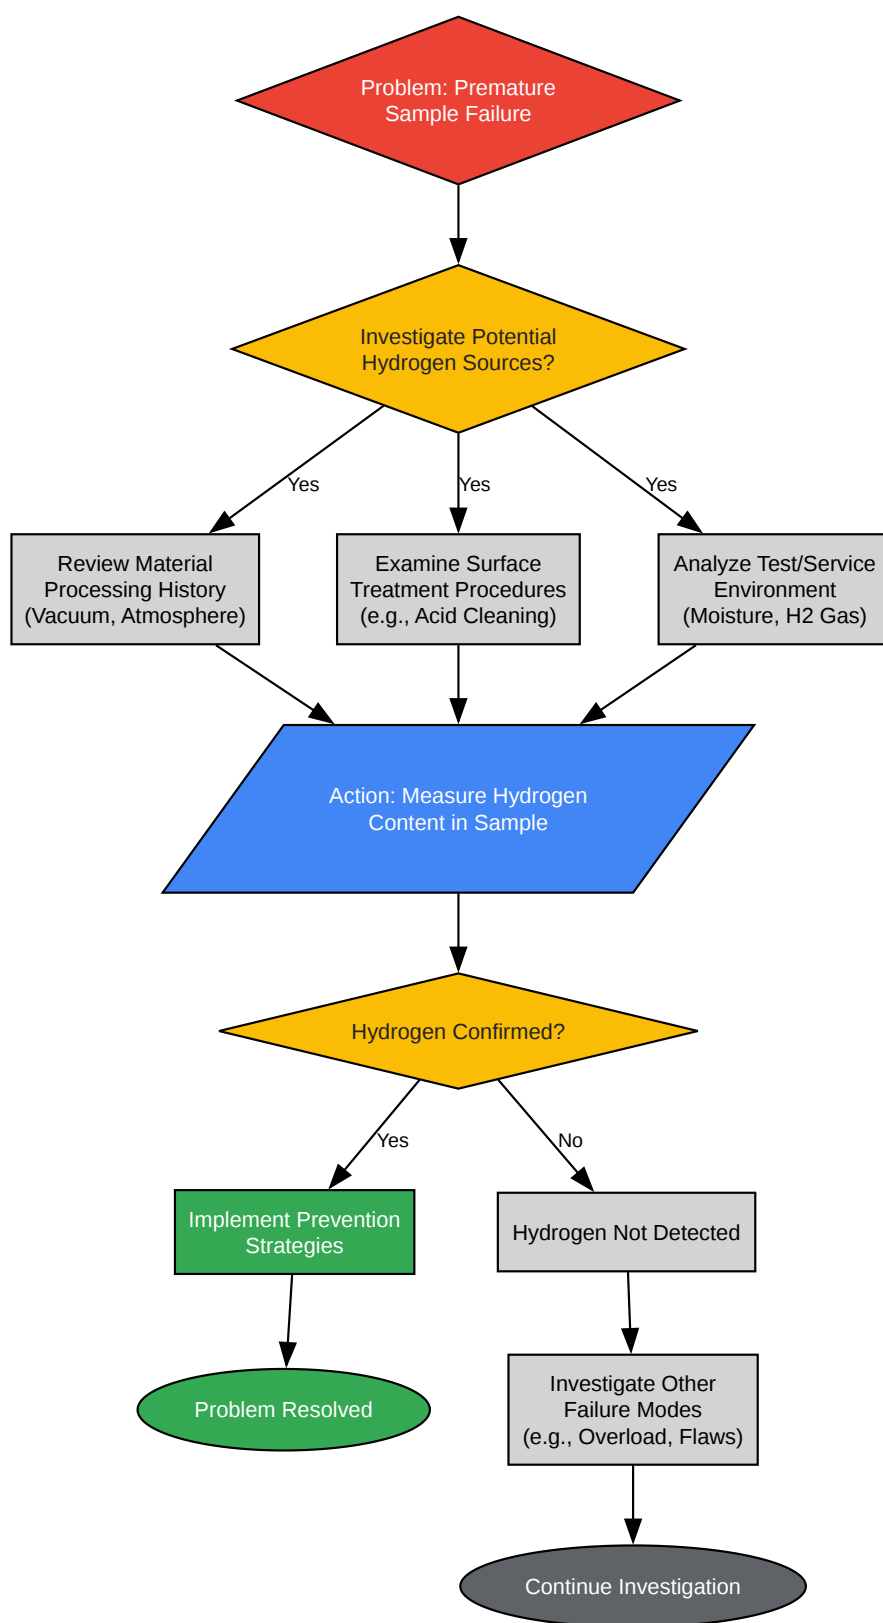 Problem: Premature
Sample Failure
Investigate Potential
Hydrogen Sources?
Yes
Yes
Yes
Review Material
Processing History
(Vacuum, Atmosphere)
Examine Surface
Treatment Procedures
(e.g., Acid Cleaning)
Analyze Test/Service
Environment
(Moisture, H2 Gas)
Action: Measure Hydrogen
Content in Sample
Hydrogen Confirmed?
Yes
No
Implement Prevention
Strategies
Hydrogen Not Detected
Problem Resolved
Investigate Other
Failure Modes
(e.g., Overload, Flaws)
Continue Investigation